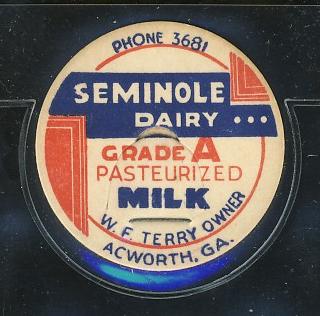 PHONE 3681
SEMINOLE
DAIRY ...
GRADE A
PASTEURIZED
MILK
W. F. TERRY OWNER
ACWORTH, GA.